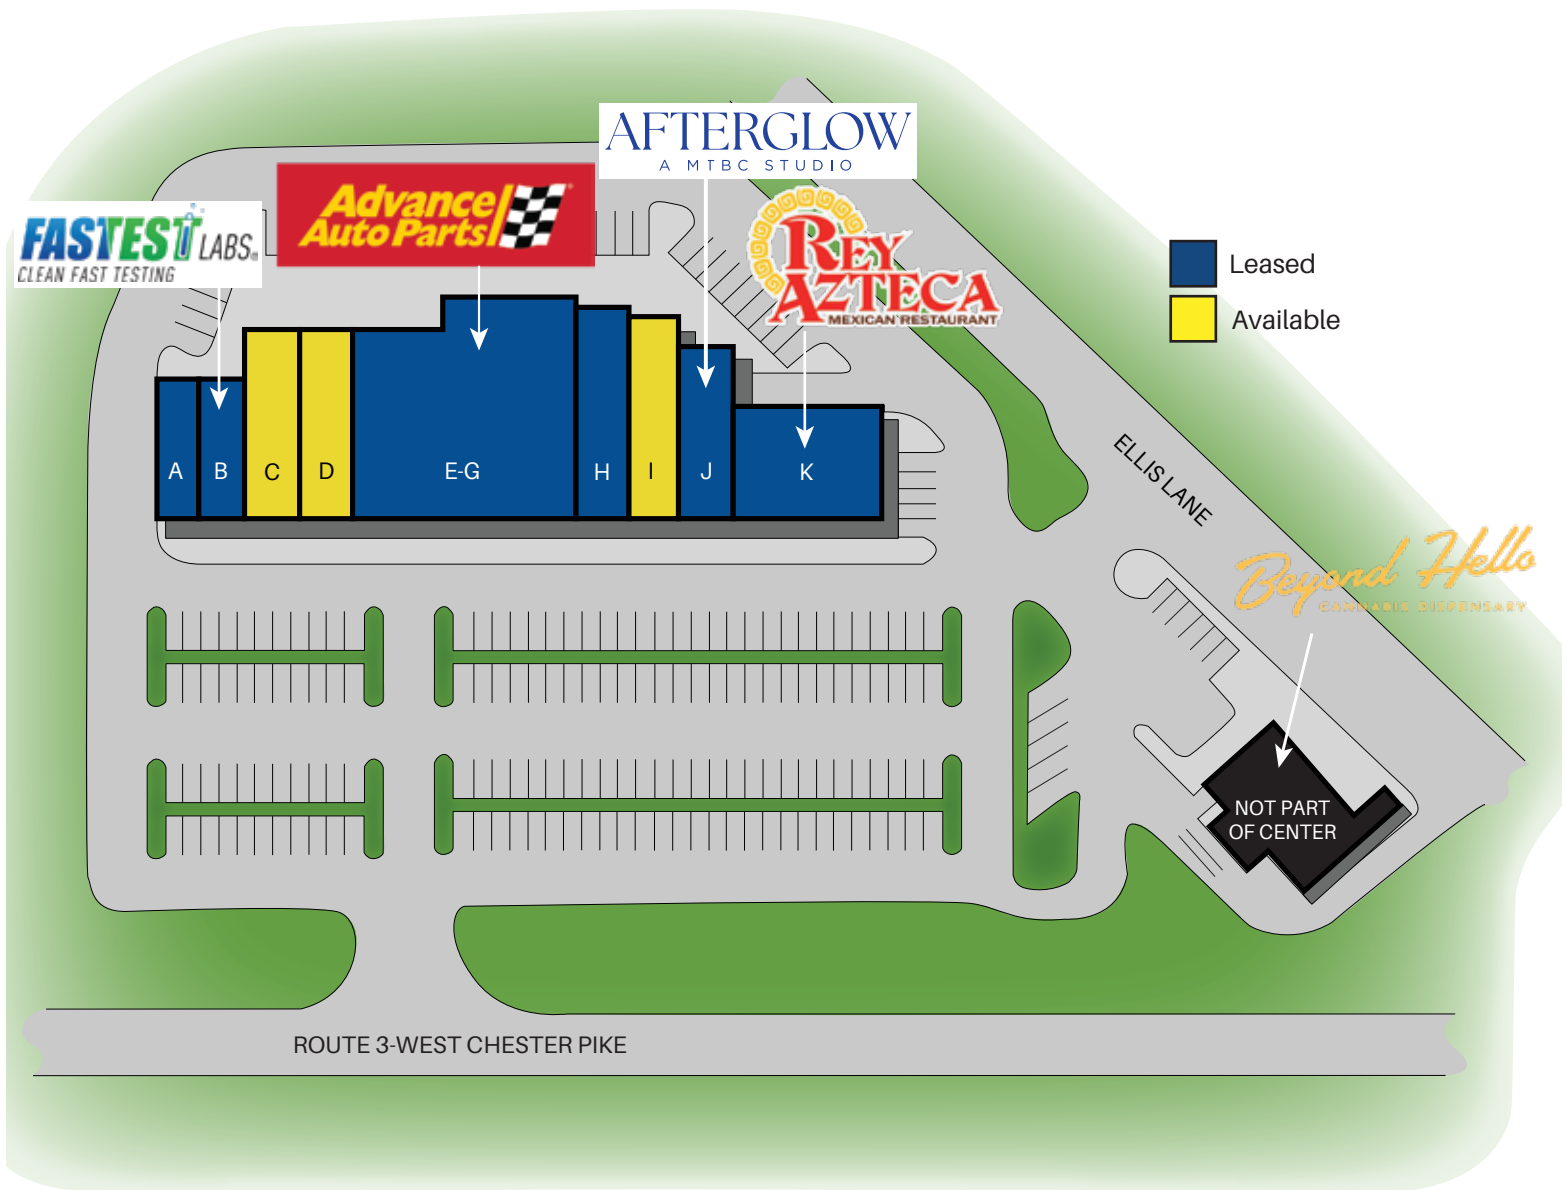 AFTERGLOW
A MTBC STUDIO
Advance
Auto Parts
FASTEST LABS
CLEAN FAST TESTING
REY
AZTECA
MEXICAN RESTAURANT
Leased
Available
A
B
C
D
E-G
H
I
J
K
ELLIS LANE
Beyond Hello
CANNABIS DISPENSARY
NOT PART
OF CENTER
ROUTE 3-WEST CHESTER PIKE